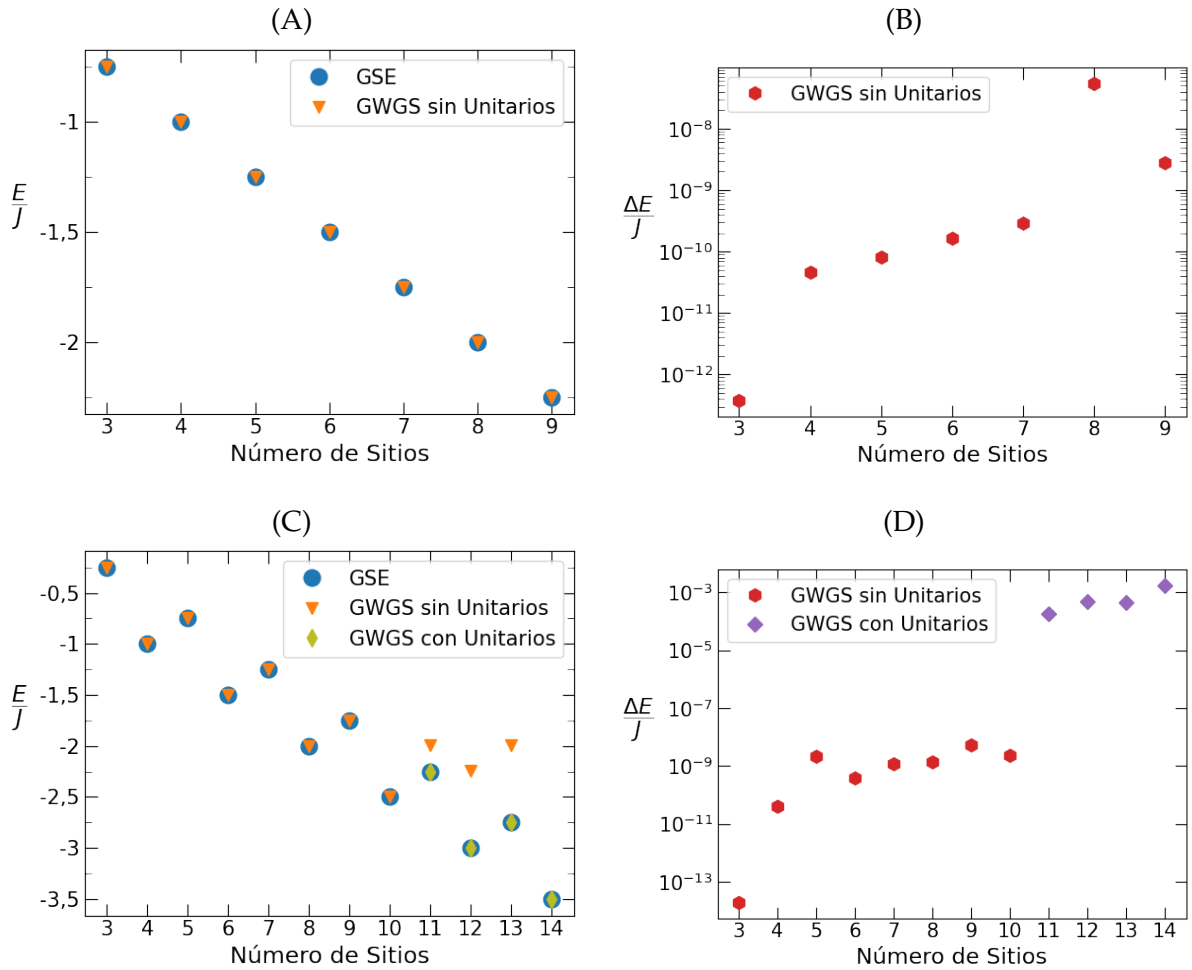 (A)
GSE
GWGS sin Unitarios
-1
-1,5
-2
E
J
3 4 5 6 7 8 9
Número de Sitios
(B)
GWGS sin Unitarios
10⁻⁸
10⁻⁹
10⁻¹⁰
10⁻¹¹
10⁻¹²
ΔE
J
3 4 5 6 7 8 9
Número de Sitios
(C)
GSE
GWGS sin Unitarios
GWGS con Unitarios
-0,5
-1
-1,5
-2
-2,5
-3
-3,5
E
J
3 4 5 6 7 8 9 10 11 12 13 14
Número de Sitios
(D)
GWGS sin Unitarios
GWGS con Unitarios
10⁻³
10⁻⁵
10⁻⁷
10⁻⁹
10⁻¹¹
10⁻¹³
ΔE
J
3 4 5 6 7 8 9 10 11 12 13 14
Número de Sitios